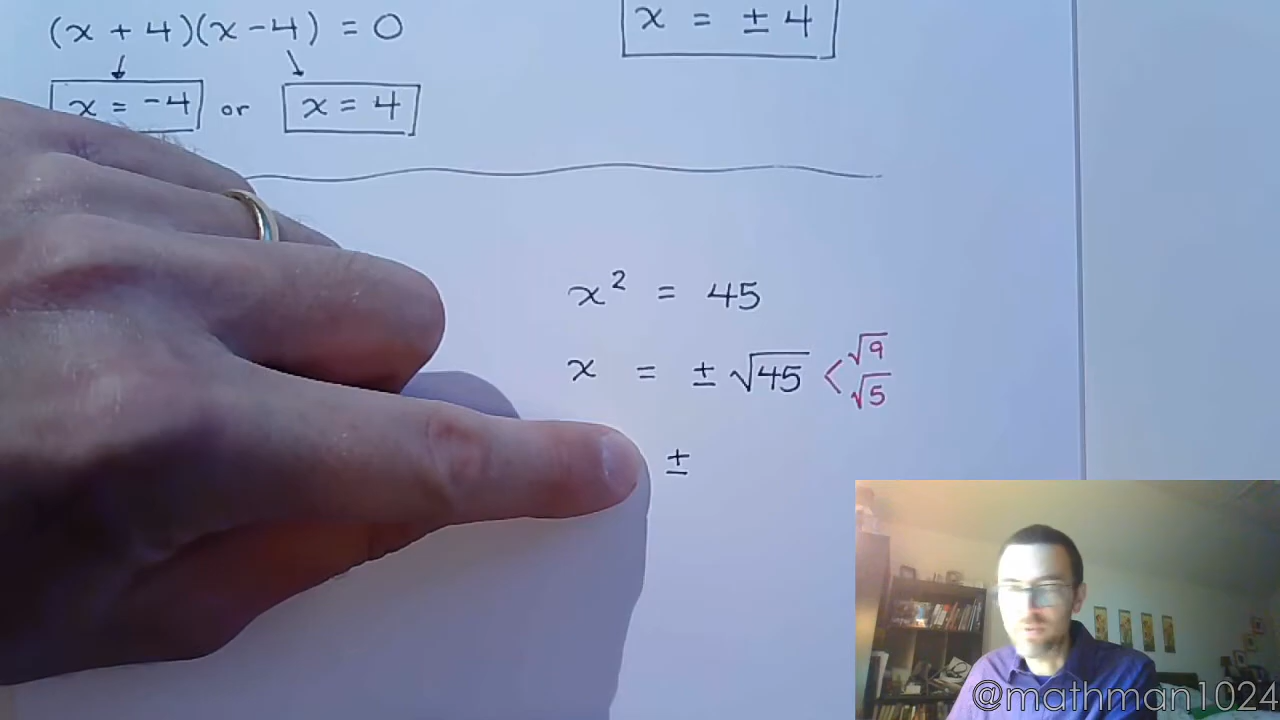 (x + 4)(x - 4) = 0
x = ± 4
x = -4 or x = 4
x² = 45
x = ± √45 < √9
√5
±
@mathman1024